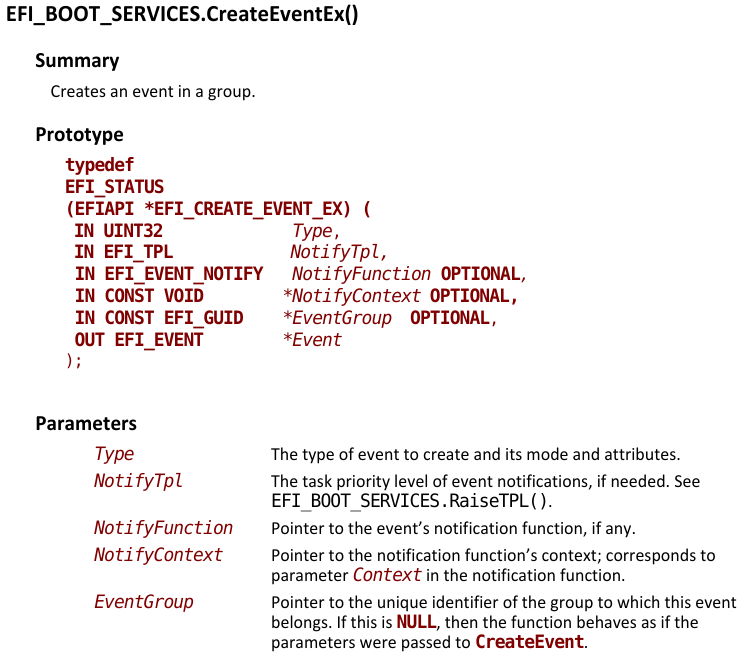 EFI_BOOT_SERVICES.CreateEventEx()
Summary
Creates an event in a group.
Prototype
typedef
EFI_STATUS
(EFIAPI *EFI_CREATE_EVENT_EX) (
IN UINT32 Type,
IN EFI_TPL NotifyTpl,
IN EFI_EVENT_NOTIFY NotifyFunction OPTIONAL,
IN CONST VOID *NotifyContext OPTIONAL,
IN CONST EFI_GUID *EventGroup OPTIONAL,
OUT EFI_EVENT *Event
);
Parameters
Type The type of event to create and its mode and attributes.
NotifyTpl The task priority level of event notifications, if needed. See
EFI_BOOT_SERVICES.RaiseTPL().
NotifyFunction Pointer to the event’s notification function, if any.
NotifyContext Pointer to the notification function’s context; corresponds to
parameter Context in the notification function.
EventGroup Pointer to the unique identifier of the group to which this event
belongs. If this is NULL, then the function behaves as if the
parameters were passed to CreateEvent.